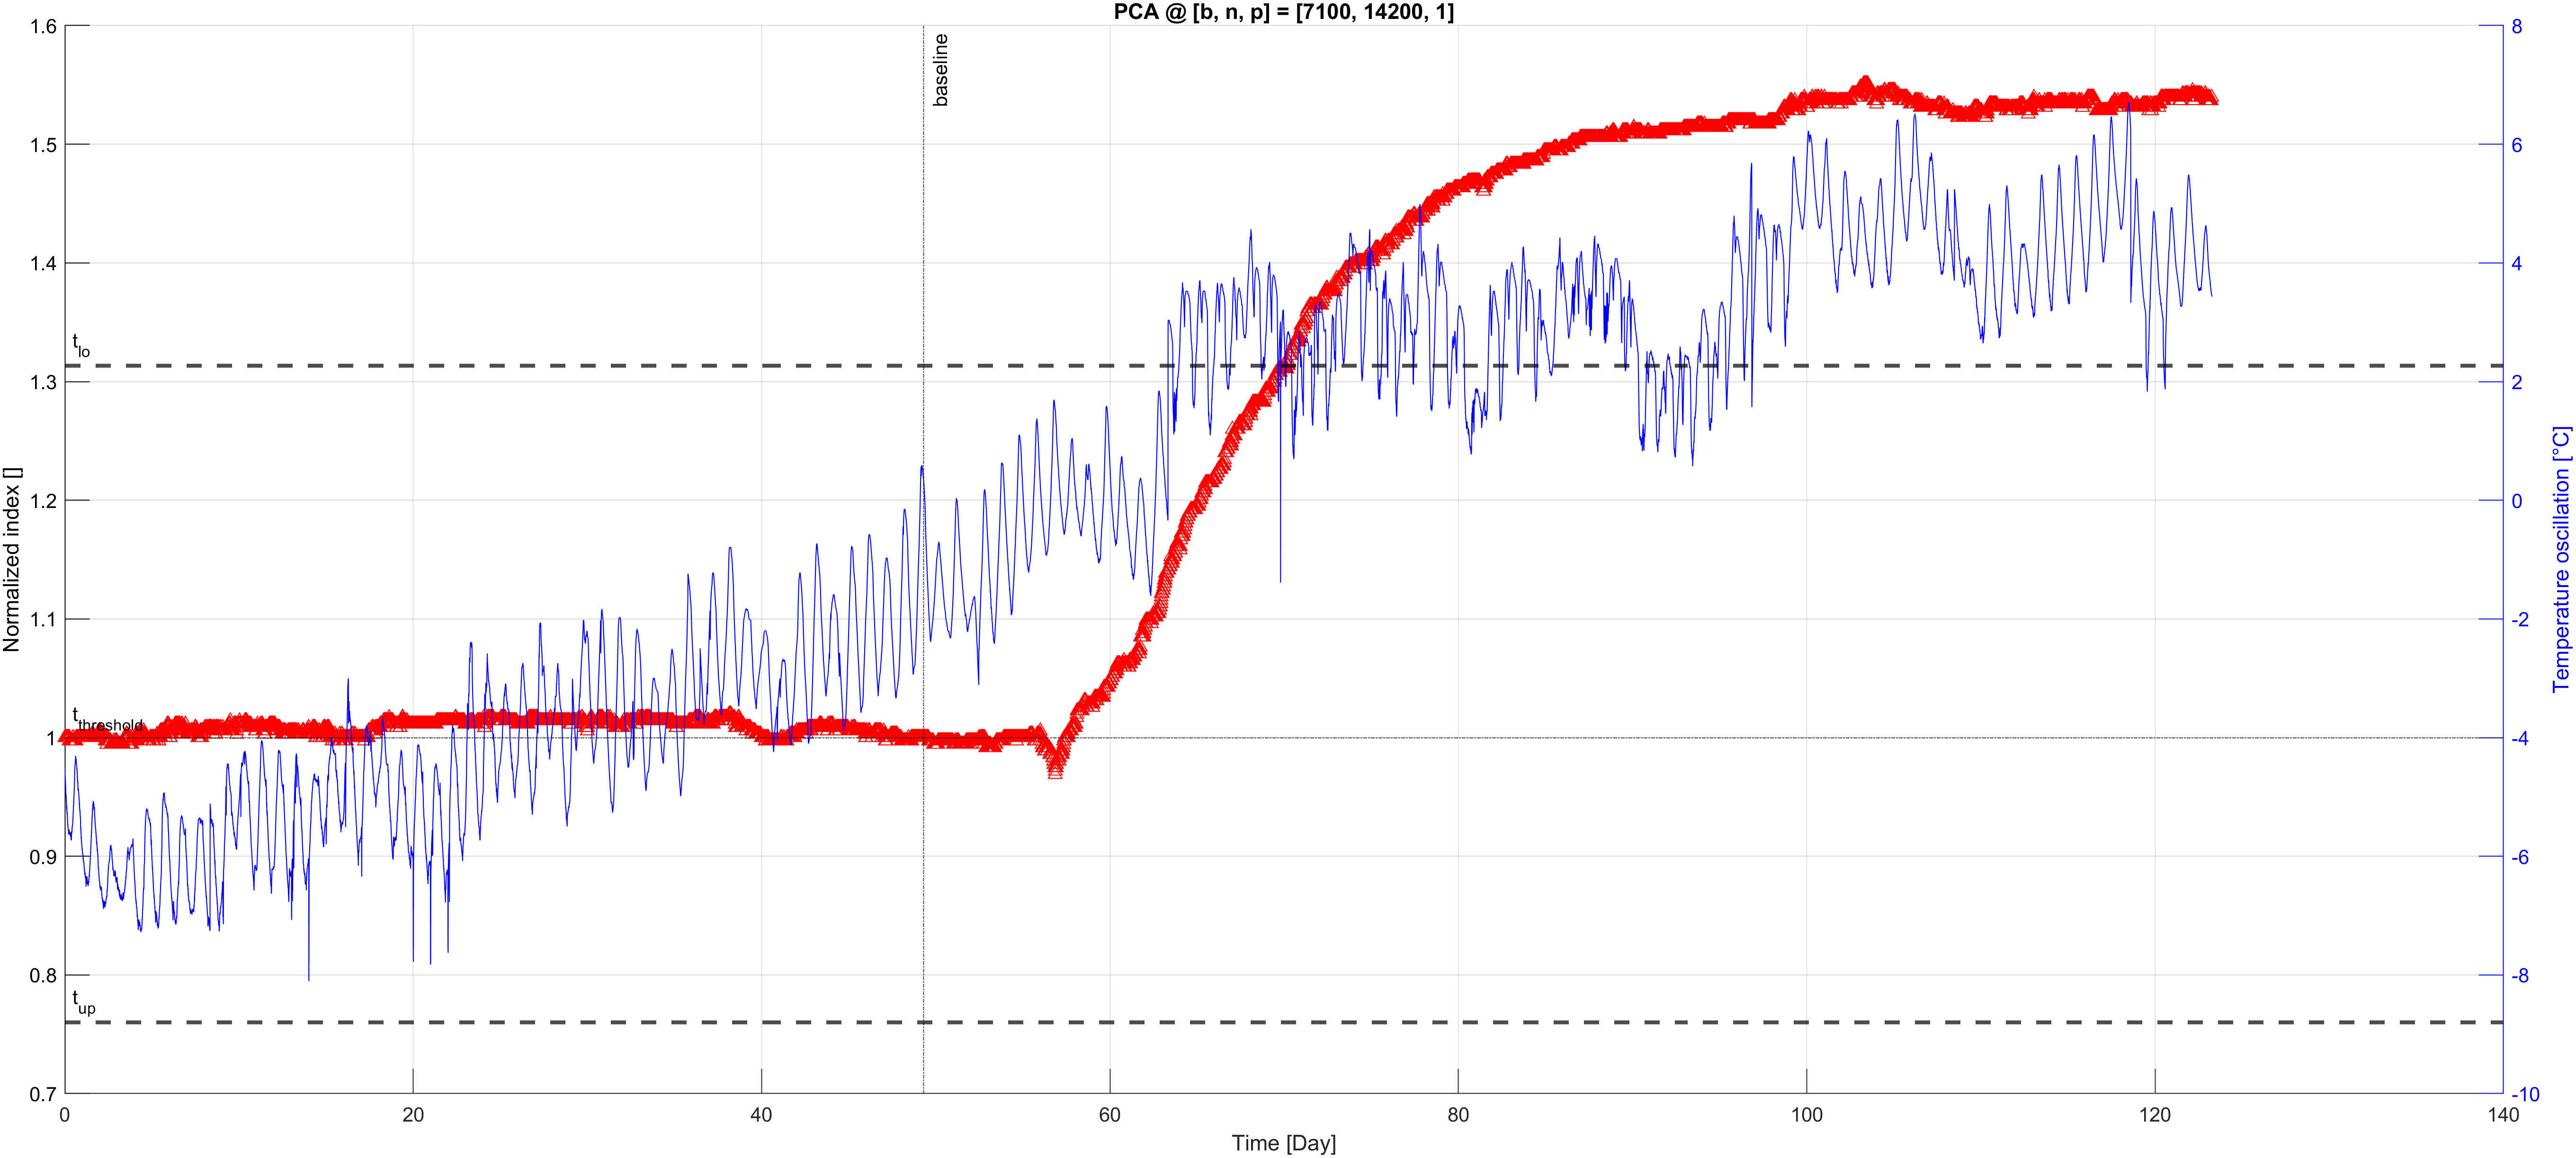 PCA @ [b, n, p] = [7100, 14200, 1]
1.6
1.5
1.4
1.3
1.2
1.1
1
0.9
0.8
0.7
Normalized index []
baseline
t_lo
t_threshold
t_up
8
6
4
2
0
-2
-4
-6
-8
-10
Temperature oscillation [°C]
0 20 40 60 80 100 120 140
Time [Day]